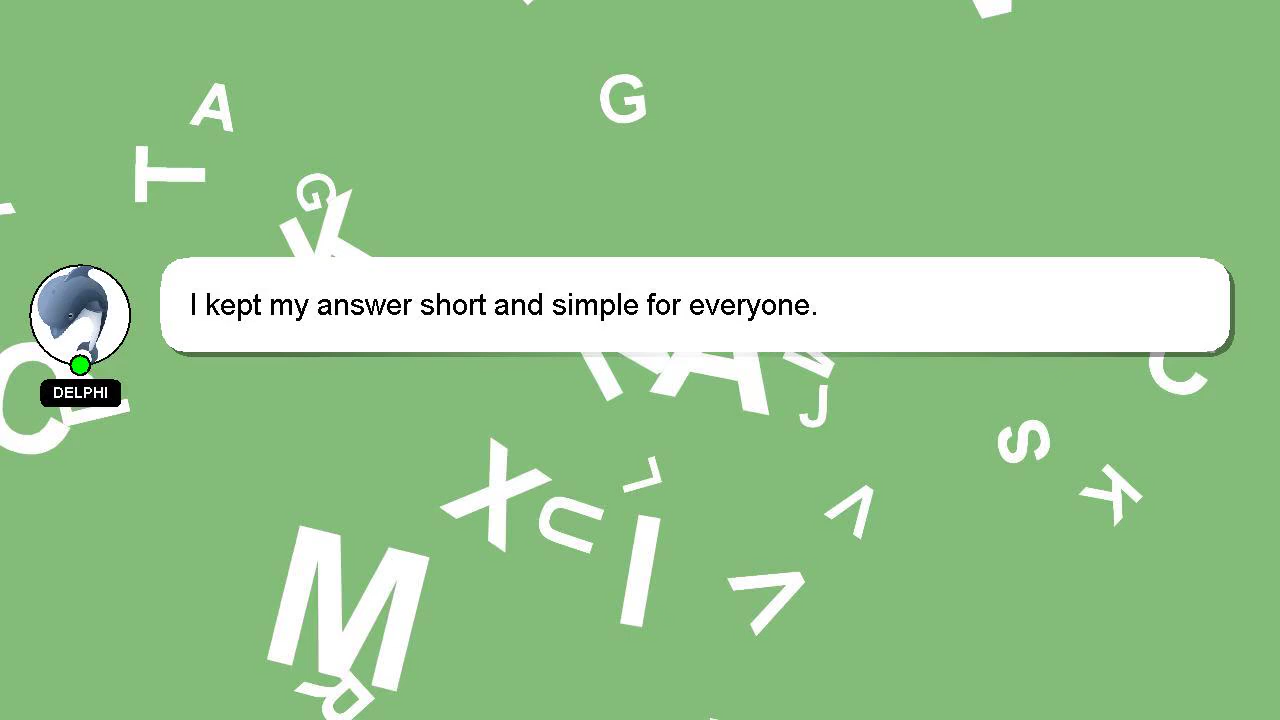 A
G
T
G
K
I kept my answer short and simple for everyone.
DELPHI
C
A
J
C
S
X
L
K
U
V
I
M
V
R